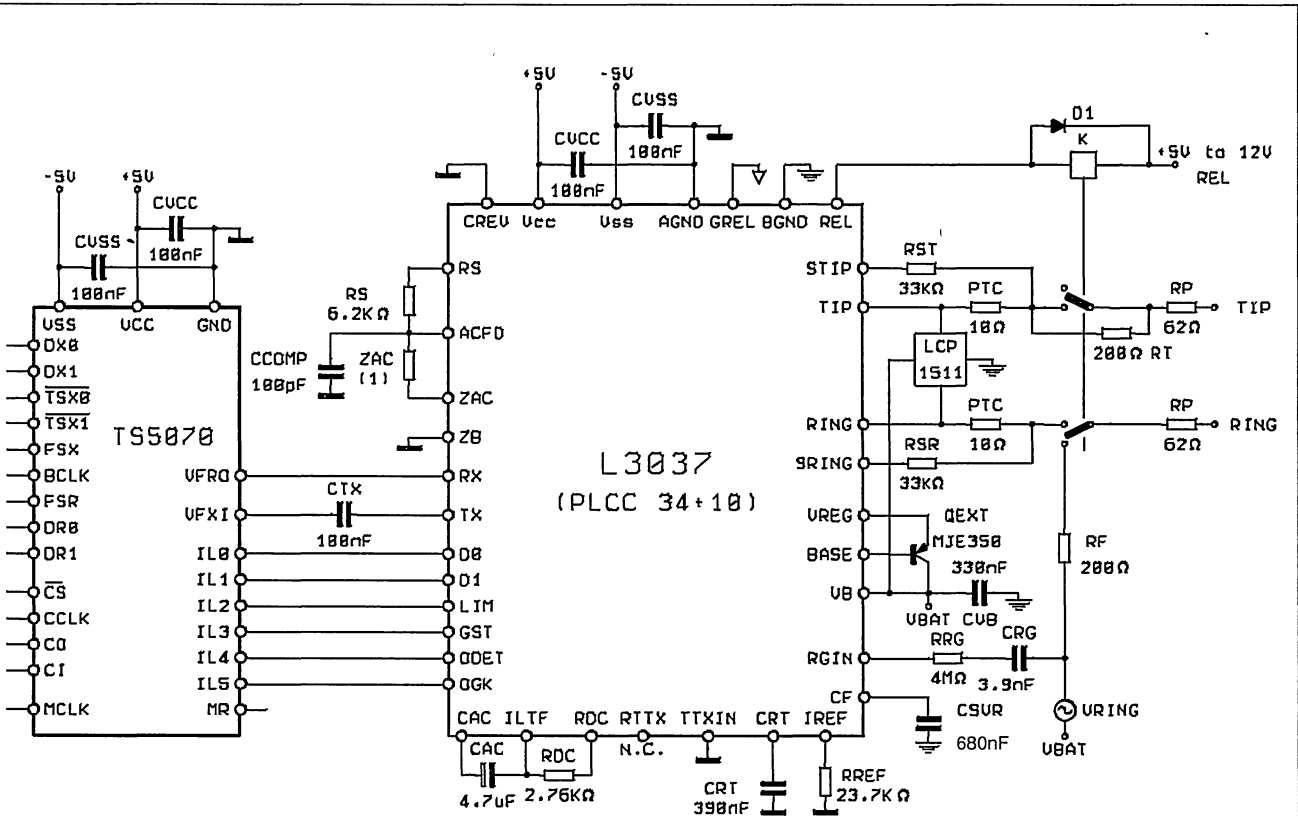 +5V -5V
CVSS
100nF
CVCC
100nF
D1
K
+5V to 12V
REL
-5V +5V
CVCC
100nF
CVSS
100nF
CREV Vcc Vss AGND GREL BGND REL
VSS VCC GND
DX0
DX1
TSX0
TSX1
FSX
BCLK
FSR
DR0
DR1
CS
CCLK
CO
CI
MCLK
TS5070
VFRO
VFXI
IL0
IL1
IL2
IL3
IL4
IL5
MR
RS
6.2KΩ
CCOMP
100pF
ZAC
(1)
CTX
100nF
RS
ACFD
ZAC
ZB
RX
TX
D0
D1
LIM
GST
ODET
OGK
L3037
(PLCC 34+10)
STIP
TIP
RING
SRING
VREG
BASE
VB
RGIN
CF
CAC ILTF RDC RTTX TTXIN CRT IREF
N.C.
CAC
4.7uF
RDC
2.76KΩ
CRT
390nF
RREF
23.7KΩ
RST
33KΩ
PTC
10Ω
RP
62Ω
TIP
200Ω RT
LCP
1511
PTC
10Ω
RP
62Ω
RING
RSR
33KΩ
QEXT
MJE350
330nF
VBAT CVB
RF
200Ω
RRG
4MΩ
CRG
3.9nF
CSVR
680nF
VRING
VBAT